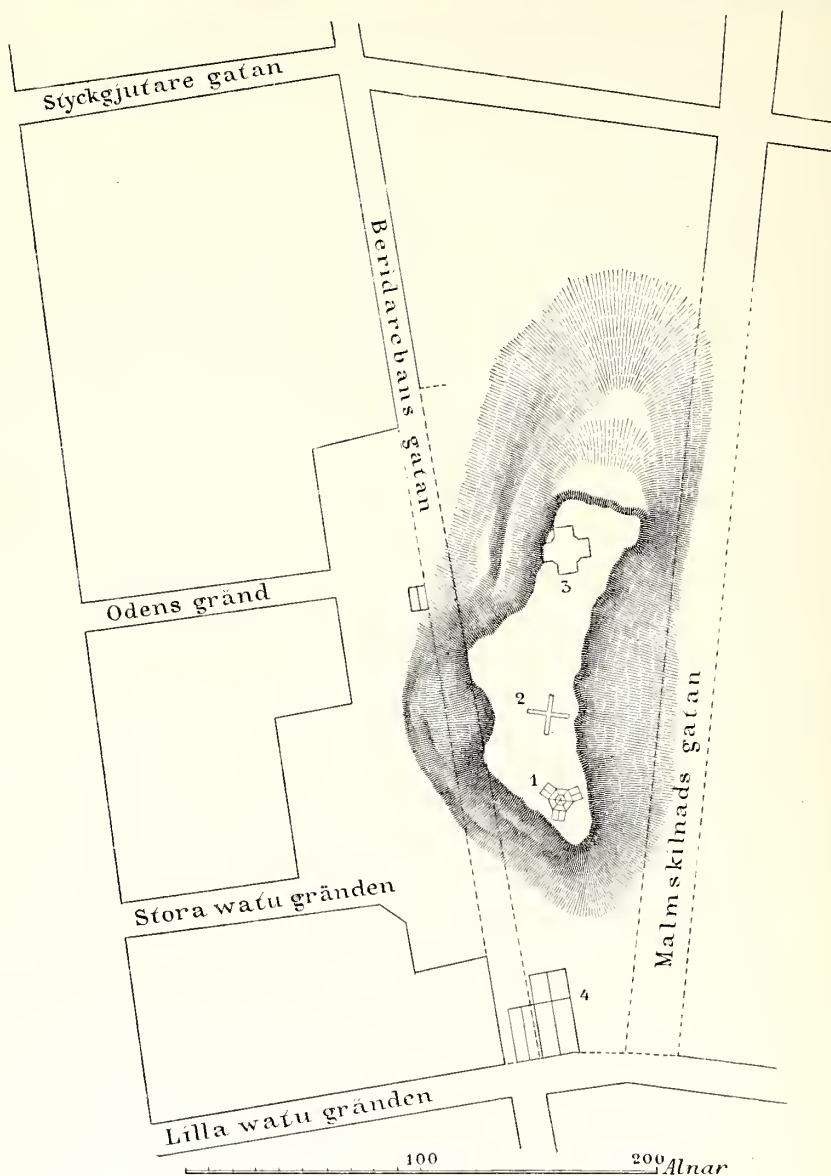 Styckgjutare gatan
Beridarebans gatan
3
Odens gränd
2
1
Malmskilnads gatan
Stora watu gränden
4
Lilla watu gränden
100 200 Alnar